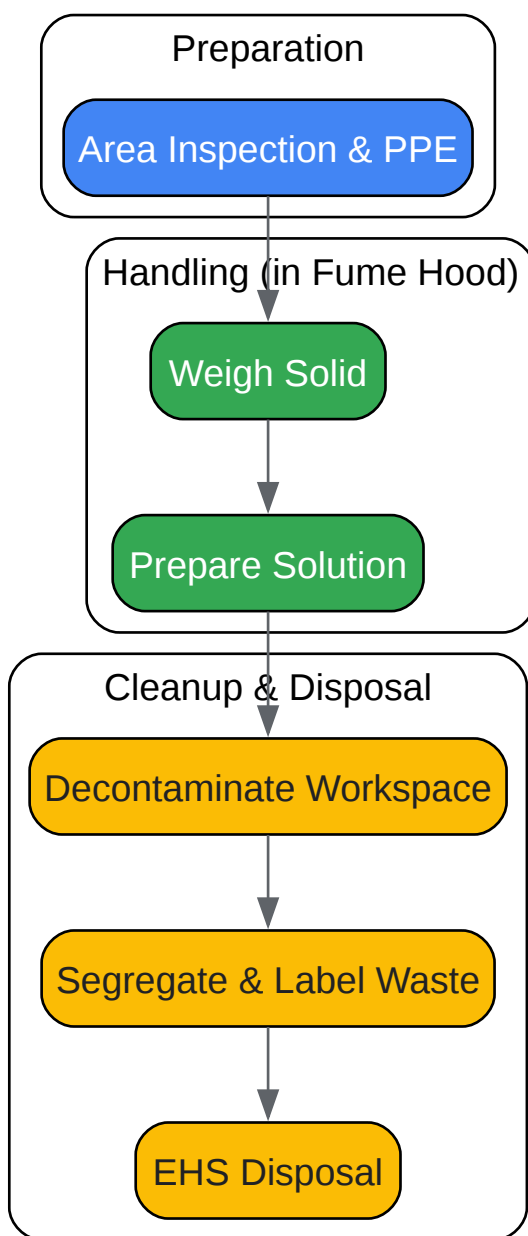 Preparation
Area Inspection & PPE
Handling (in Fume Hood)
Weigh Solid
Prepare Solution
Cleanup & Disposal
Decontaminate Workspace
Segregate & Label Waste
EHS Disposal